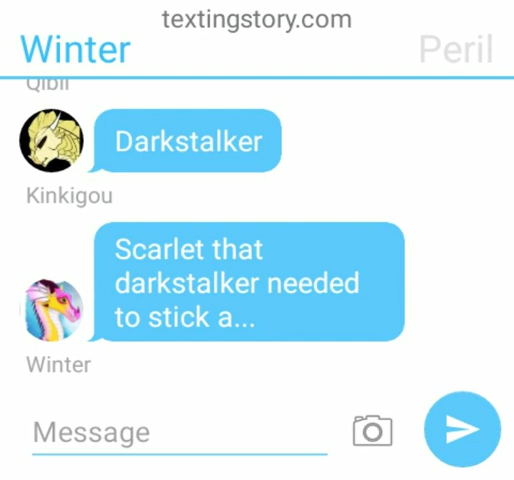 textingstory.com
Winter
Peril
Qibli
Darkstalker
Kinkigou
Scarlet that
darkstalker needed
to stick a...
Winter
Message